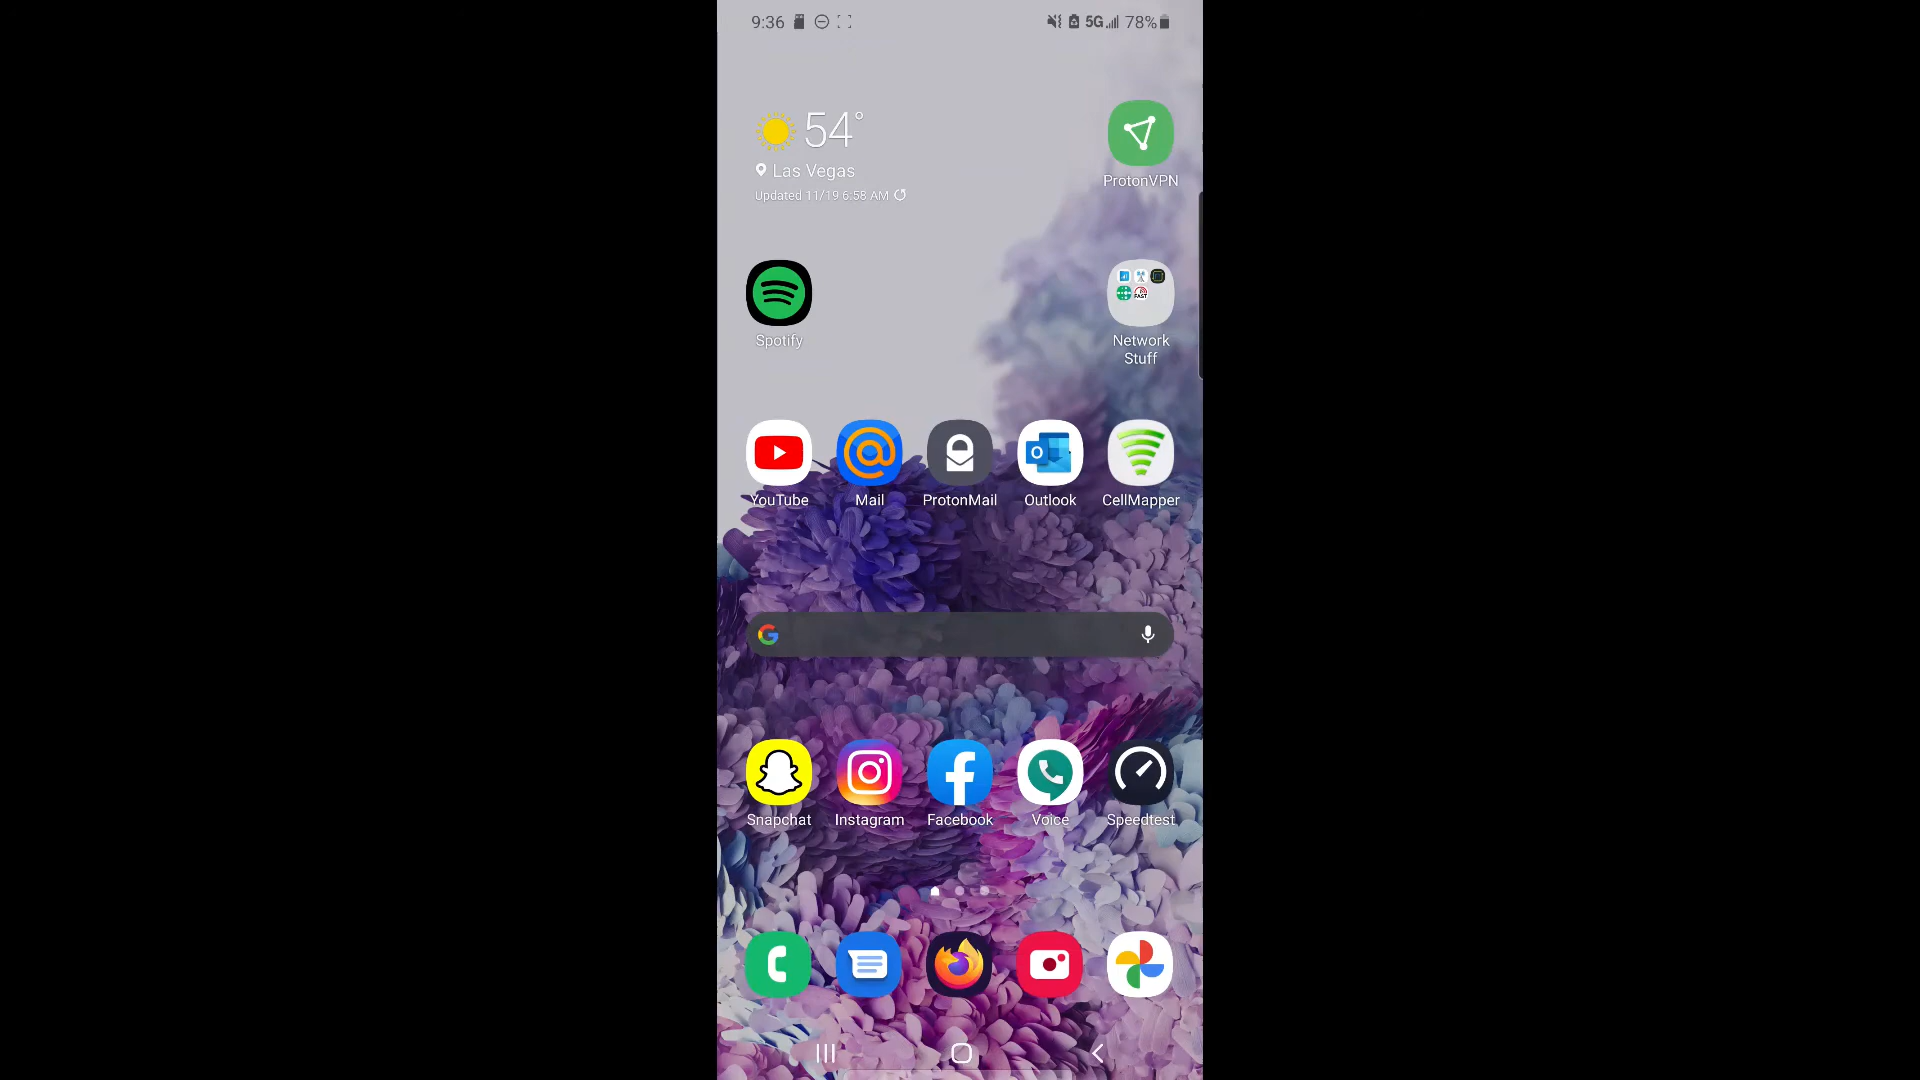 9:36
5G 78%
54°
Las Vegas
Updated 11/19 6:58 AM
ProtonVPN
Spotify
FAST
Network
Stuff
YouTube
Mail
ProtonMail
Outlook
CellMapper
Snapchat
Instagram
Facebook
Voice
Speedtest